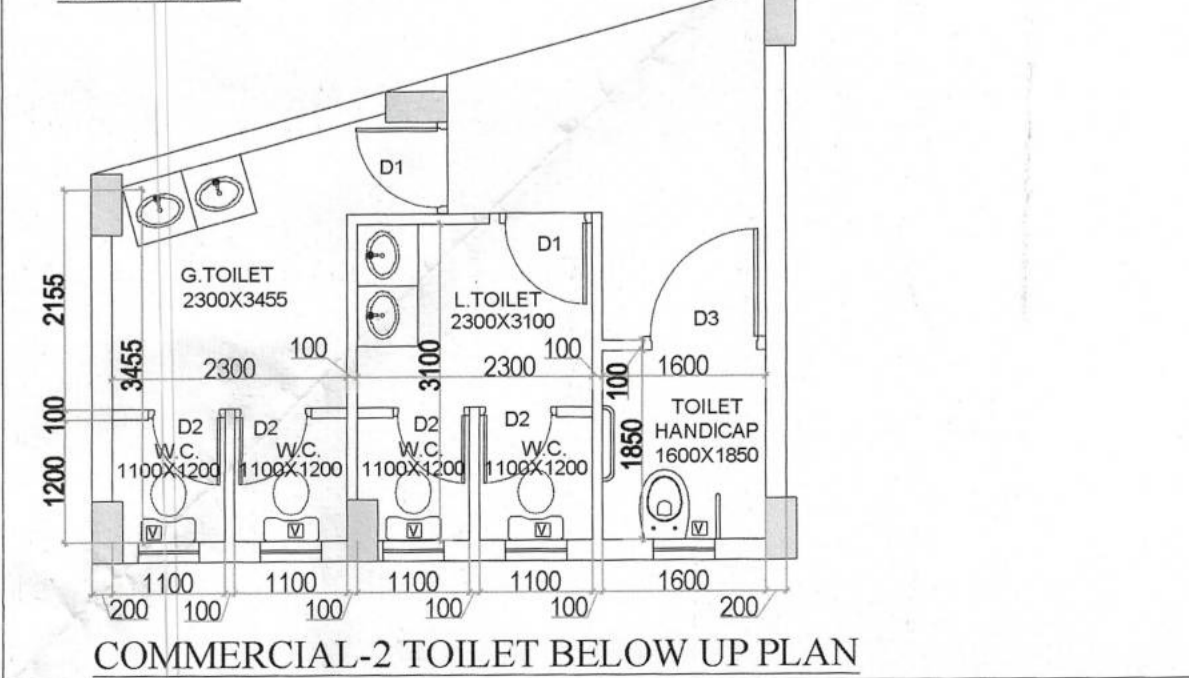 D1
D1
G.TOILET
2300X3455
L.TOILET
2300X3100
D3
2155
3455
100
2300
3100
100
2300
100
1600
100
1200
D2
D2
D2
D2
W.C.
1100X1200
W.C.
1100X1200
W.C.
1100X1200
W.C.
1100X1200
1850
TOILET
HANDICAP
1600X1850
V
V
V
V
V
1100
1100
1100
1100
1600
200
100
100
100
100
200
COMMERCIAL-2 TOILET BELOW UP PLAN